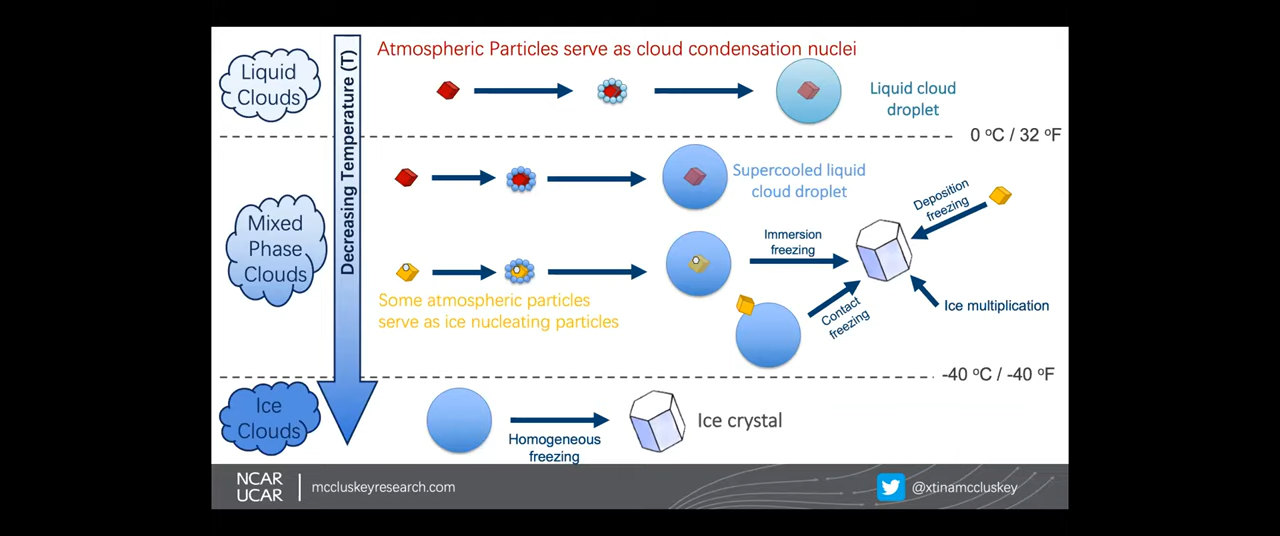 Atmospheric Particles serve as cloud condensation nuclei
Liquid
Clouds
Decreasing Temperature (T)
Liquid cloud
droplet
0 ºC / 32 ºF
Supercooled liquid
cloud droplet
Deposition
freezing
Mixed
Phase
Clouds
Immersion
freezing
Some atmospheric particles
serve as ice nucleating particles
Contact
freezing
Ice multiplication
-40 ºC / -40 ºF
Ice
Clouds
Homogeneous
freezing
Ice crystal
NCAR
UCAR
mccluskeyresearch.com
@xtinamccluskey